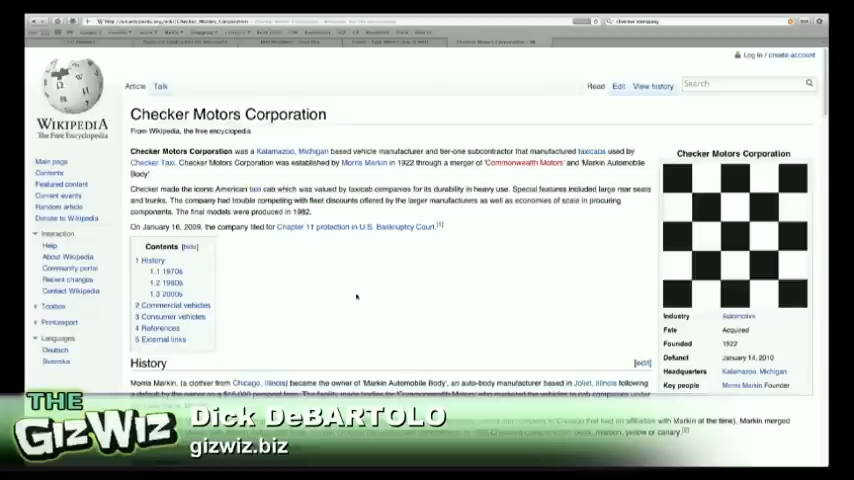 Log in / create account
WIKIPEDIA
The Free Encyclopedia
Article Talk
Read Edit View history
Search
Checker Motors Corporation
From Wikipedia, the free encyclopedia
Checker Motors Corporation was a Kalamazoo, Michigan based vehicle manufacturer and tier-one subcontractor that manufactured taxicabs used by
Checker Taxi. Checker Motors Corporation was established by Morris Markin in 1922 through a merger of 'Commonwealth Motors' and 'Markin Automobile
Body'.
Checker made the iconic American taxi cab which was valued by taxicab companies for its durability in heavy use. Special features included large rear seats
and trunks. The company had trouble competing with fleet discounts offered by the larger manufacturers as well as economies of scale in procuring
components. The final models were produced in 1982.
On January 16, 2009, the company filed for Chapter 11 protection in U.S. Bankruptcy Court.[1]
Contents [hide]
1 History
1.1 1970s
1.2 1980s
1.3 2000s
2 Commercial vehicles
3 Consumer vehicles
4 References
5 External links
History
[edit]
Morris Markin, (a clothier from Chicago, Illinois) became the owner of 'Markin Automobile Body', an auto-body manufacturer based in Joliet, Illinois following
Main page
Contents
Featured content
Current events
Random article
Donate to Wikipedia
Interaction
Help
About Wikipedia
Community portal
Recent changes
Contact Wikipedia
Toolbox
Print/export
Languages
Deutsch
Svenska
Checker Motors Corporation
Industry Automotive
Fate Acquired
Founded 1922
Defunct January 14, 2010
Headquarters Kalamazoo, Michigan
Key people Morris Markin Founder
THE
GizWiz
Dick DeBARTOLO
gizwiz.biz